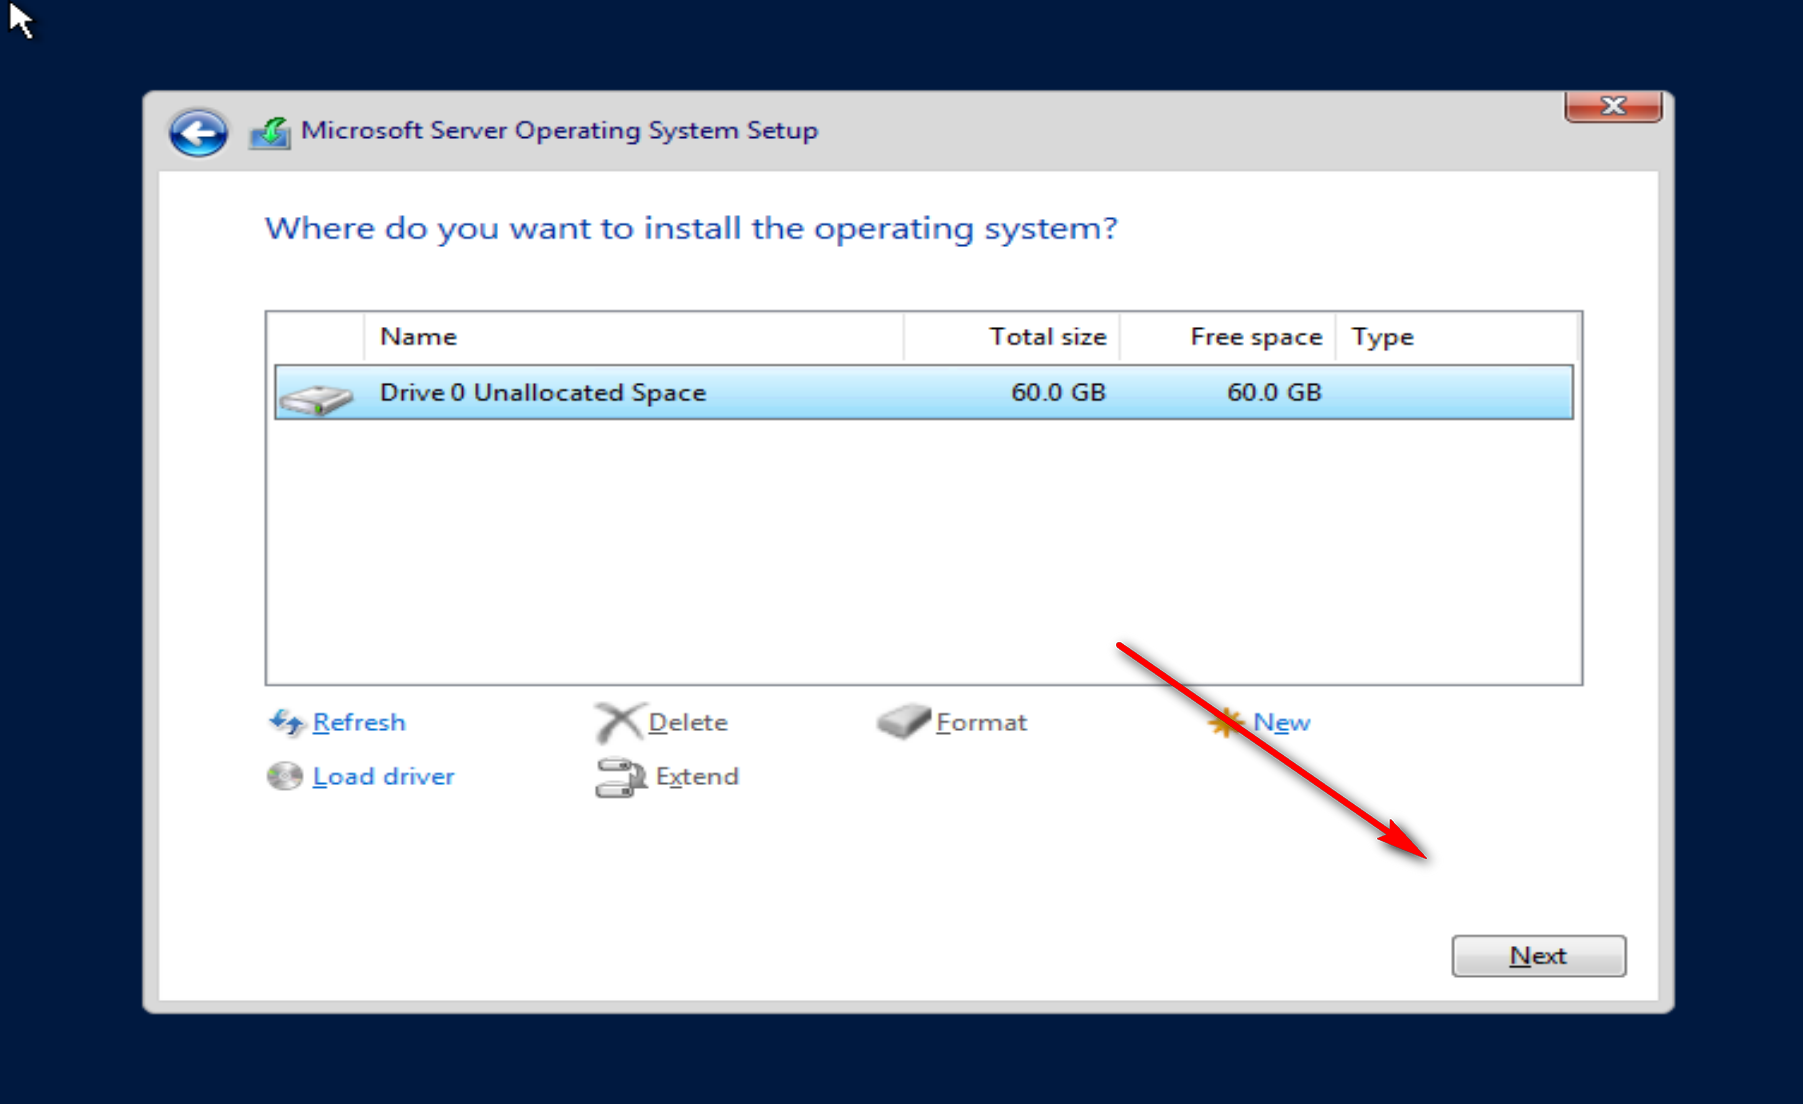 Microsoft Server Operating System Setup
Where do you want to install the operating system?
Name Total size Free space Type
Drive 0 Unallocated Space 60.0 GB 60.0 GB
Refresh Delete Format New
Load driver Extend
Next